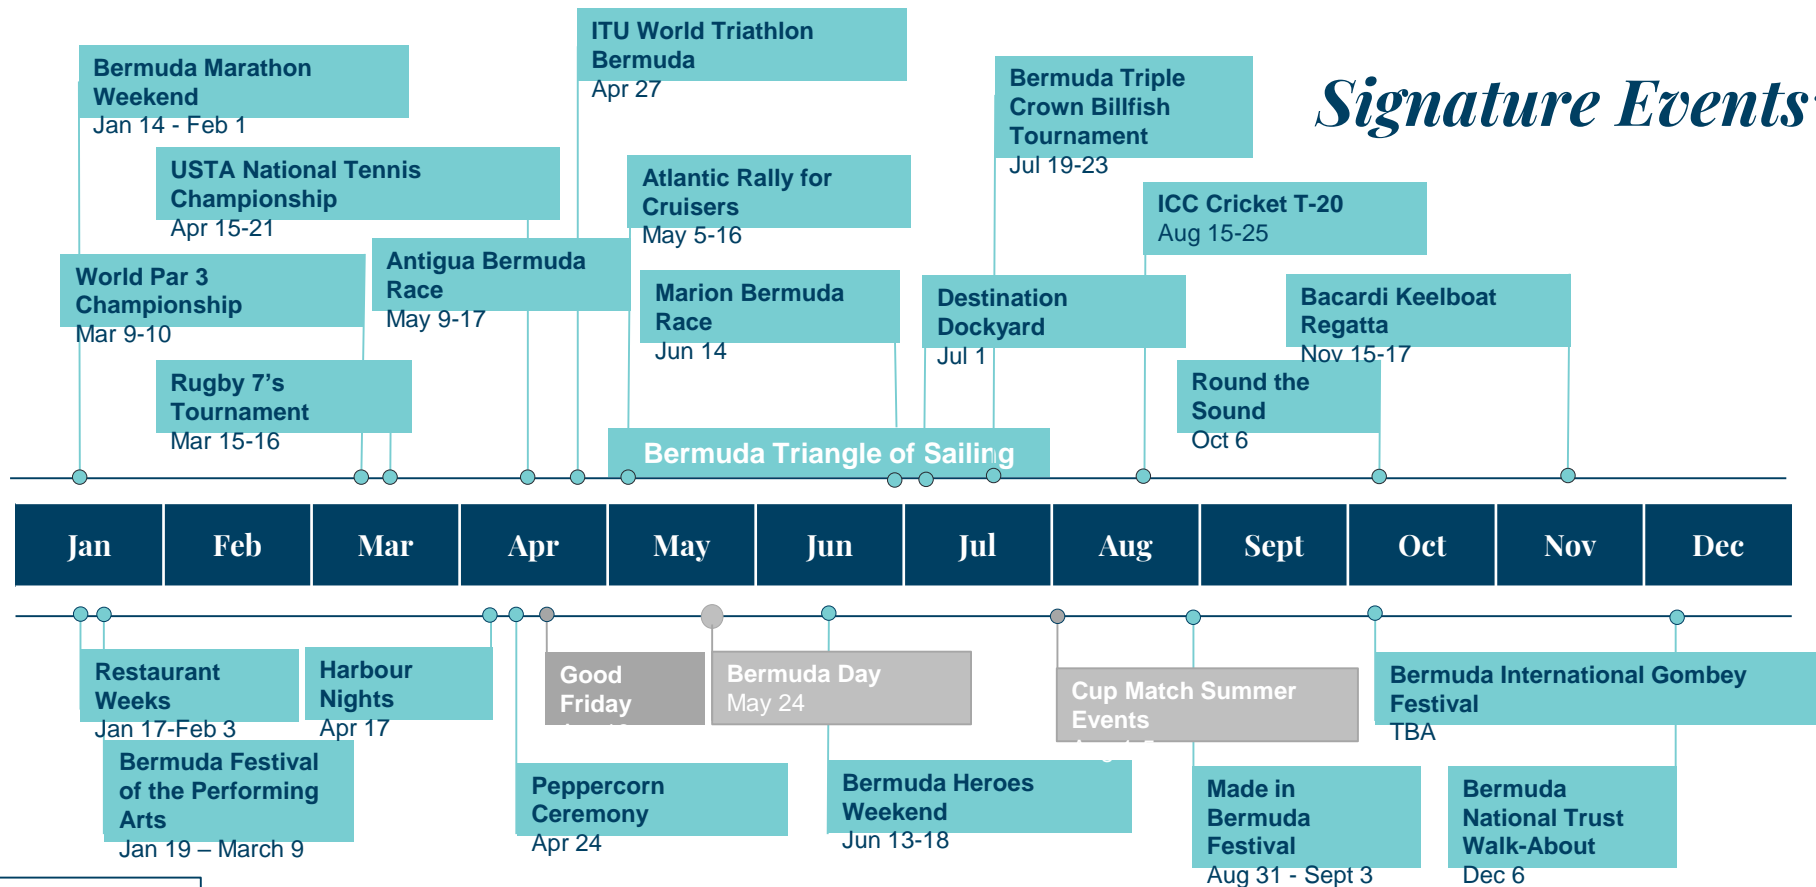 Signature Events
ITU World Triathlon
Bermuda
Apr 27
Bermuda Marathon
Weekend
Jan 14 - Feb 1
Bermuda Triple
Crown Billfish
Tournament
Jul 19-23
USTA National Tennis
Championship
Apr 15-21
Atlantic Rally for
Cruisers
May 5-16
ICC Cricket T-20
Aug 15-25
World Par 3
Championship
Mar 9-10
Antigua Bermuda
Race
May 9-17
Marion Bermuda
Race
Jun 14
Destination
Dockyard
Jul 1
Bacardi Keelboat
Regatta
Nov 15-17
Rugby 7’s
Tournament
Mar 15-16
Round the
Sound
Oct 6
Bermuda Triangle of Sailing
Jan Feb Mar Apr May Jun Jul Aug Sept Oct Nov Dec
Restaurant
Weeks
Jan 17-Feb 3
Harbour
Nights
Apr 17
Good
Friday
Bermuda Day
May 24
Cup Match Summer
Events
Bermuda International Gombey
Festival
TBA
Bermuda Festival
of the Performing
Arts
Jan 19 – March 9
Peppercorn
Ceremony
Apr 24
Bermuda Heroes
Weekend
Jun 13-18
Made in
Bermuda
Festival
Aug 31 - Sept 3
Bermuda
National Trust
Walk-About
Dec 6